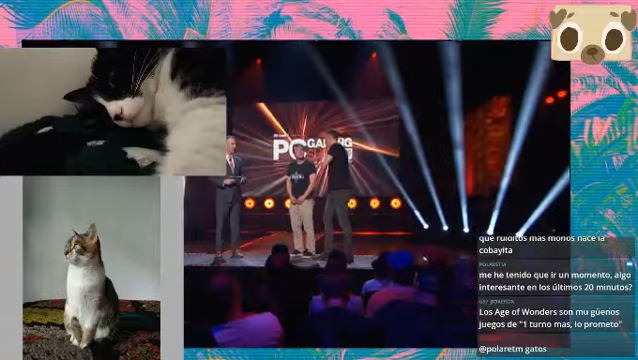 PC GAMING
que ruiditos más monos hace la
cobayita
me he tenido que ir un momento, algo
interesante en los últimos 20 minutos?
Los Age of Wonders son mu güenos
juegos de "1 turno mas, lo prometo"
@polaretm gatos